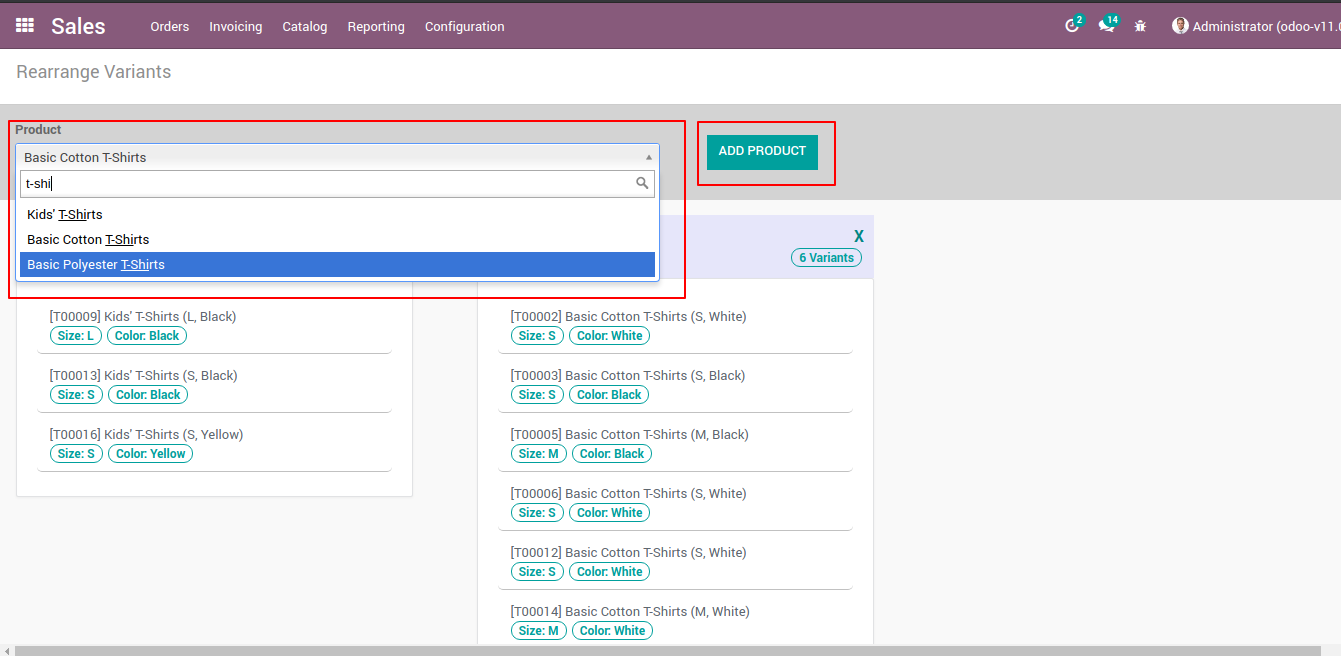 Sales Orders Invoicing Catalog Reporting Configuration 2 14 Administrator (odoo-v11.0
Rearrange Variants
Product
Basic Cotton T-Shirts
ADD PRODUCT
t-shi
Kids' T-Shirts
Basic Cotton T-Shirts
Basic Polyester T-Shirts
X
6 Variants
[T00009] Kids' T-Shirts (L, Black)
Size: L Color: Black
[T00013] Kids' T-Shirts (S, Black)
Size: S Color: Black
[T00016] Kids' T-Shirts (S, Yellow)
Size: S Color: Yellow
[T00002] Basic Cotton T-Shirts (S, White)
Size: S Color: White
[T00003] Basic Cotton T-Shirts (S, Black)
Size: S Color: Black
[T00005] Basic Cotton T-Shirts (M, Black)
Size: M Color: Black
[T00006] Basic Cotton T-Shirts (S, White)
Size: S Color: White
[T00012] Basic Cotton T-Shirts (S, White)
Size: S Color: White
[T00014] Basic Cotton T-Shirts (M, White)
Size: M Color: White